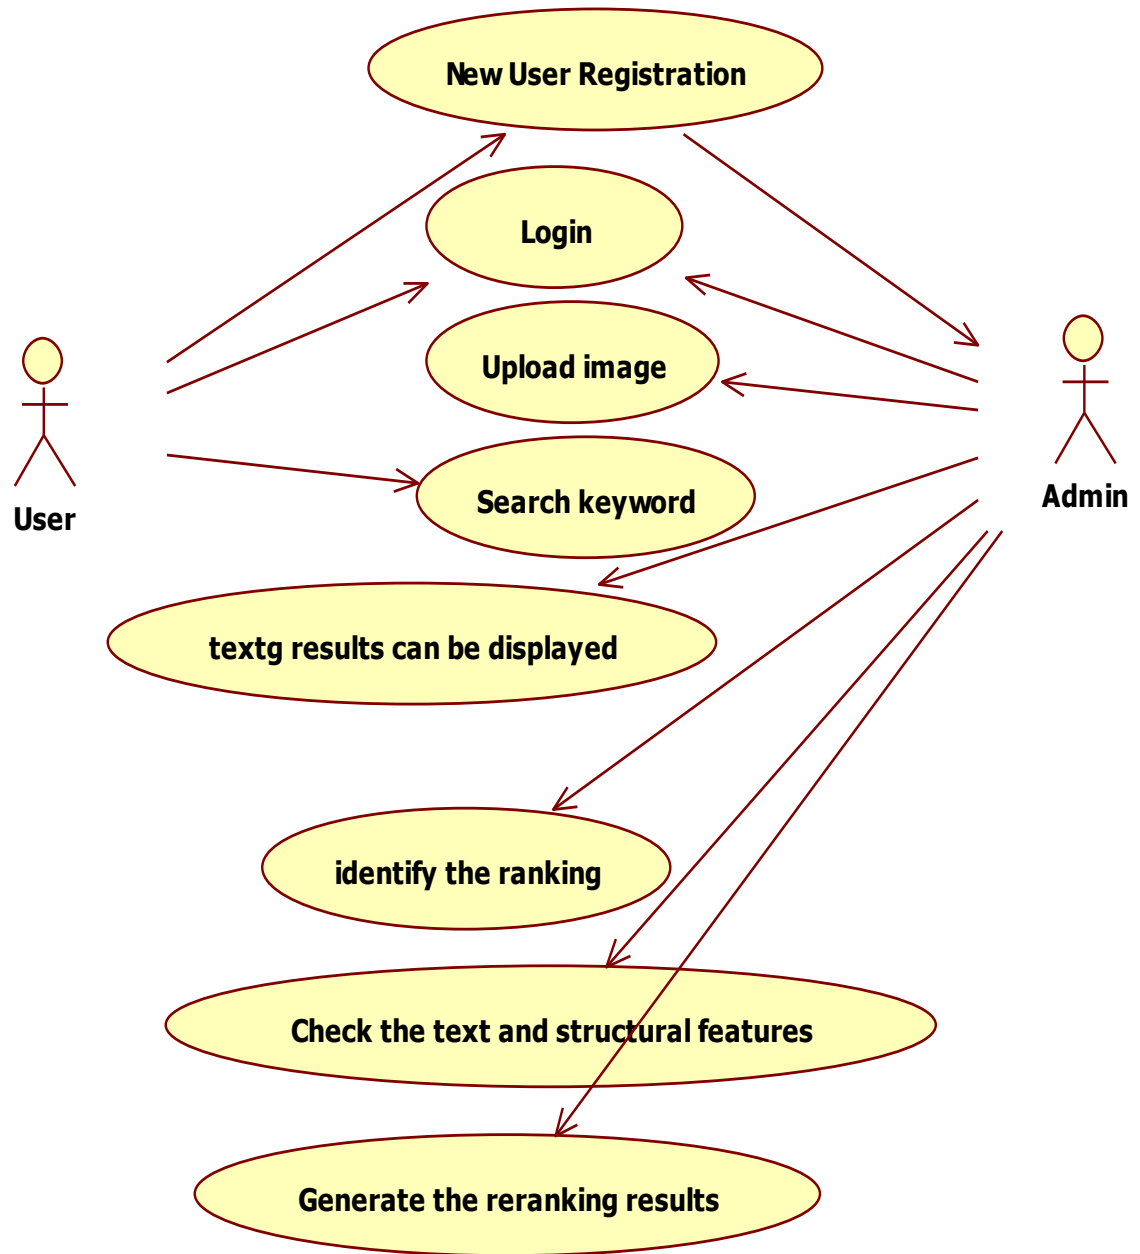 New User Registration
Login
Upload image
Search keyword
User
Admin
textg results can be displayed
identify the ranking
Check the text and structural features
Generate the reranking results